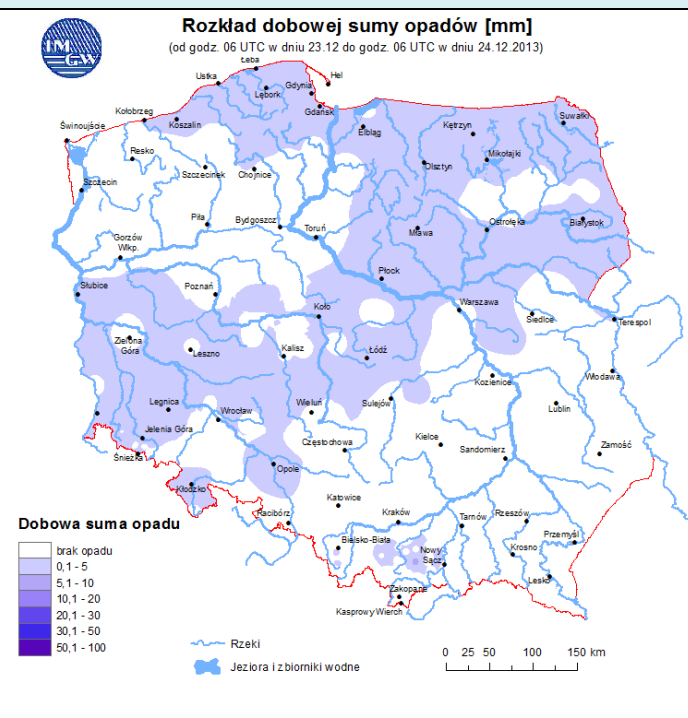 Rozkład dobowej sumy opadów [mm]
(od godz. 06 UTC w dniu 23.12 do godz. 06 UTC w dniu 24.12.2013)
IM
GW
Łeba
Hel
Ustka
Gdynia
Lębork
Gdańsk
Kołobrzeg
Koszalin
Suwałki
Świnoujście
Elbląg
Kętrzyn
Resko
Mikołajki
Olsztyn
Szczecinek
Chojnice
Szczecin
Piła
Bydgoszcz
Toruń
Ostrołęka
Białystok
Mława
Gorzów
Wlkp.
Płock
Słubice
Poznań
Koło
Warszawa
Siedlce
Terespol
Zielona
Góra
Leszno
Kalisz
Łódź
Kozienice
Włodawa
Legnica
Wrocław
Wieluń
Sulejów
Lublin
Jelenia Góra
Śnieżka
Częstochowa
Kielce
Sandomierz
Zamość
Opole
Kłodzko
Katowice
Racibórz
Kraków
Tarnów
Rzeszów
Bielsko-Biała
Przemyśl
Nowy
Sącz
Krosno
Lesko
Zakopane
Kasprowy Wierch
Dobowa suma opadu
brak opadu
0,1 - 5
5,1 - 10
10,1 - 20
20,1 - 30
30,1 - 50
50,1 - 100
Rzeki
Jeziora i zbiorniki wodne
0 25 50 100 150 km